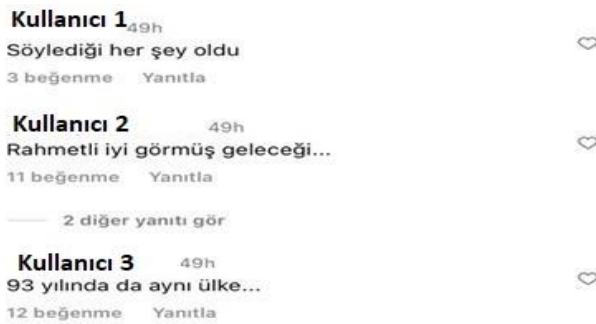 Kullanıcı 1 49h
Söylediği her şey oldu
3 beğenme Yanıtla
Kullanıcı 2 49h
Rahmetli iyi görmüş geleceği...
11 beğenme Yanıtla
2 diğer yanıtı gör
Kullanıcı 3 49h
93 yılında da aynı ülke...
12 beğenme Yanıtla